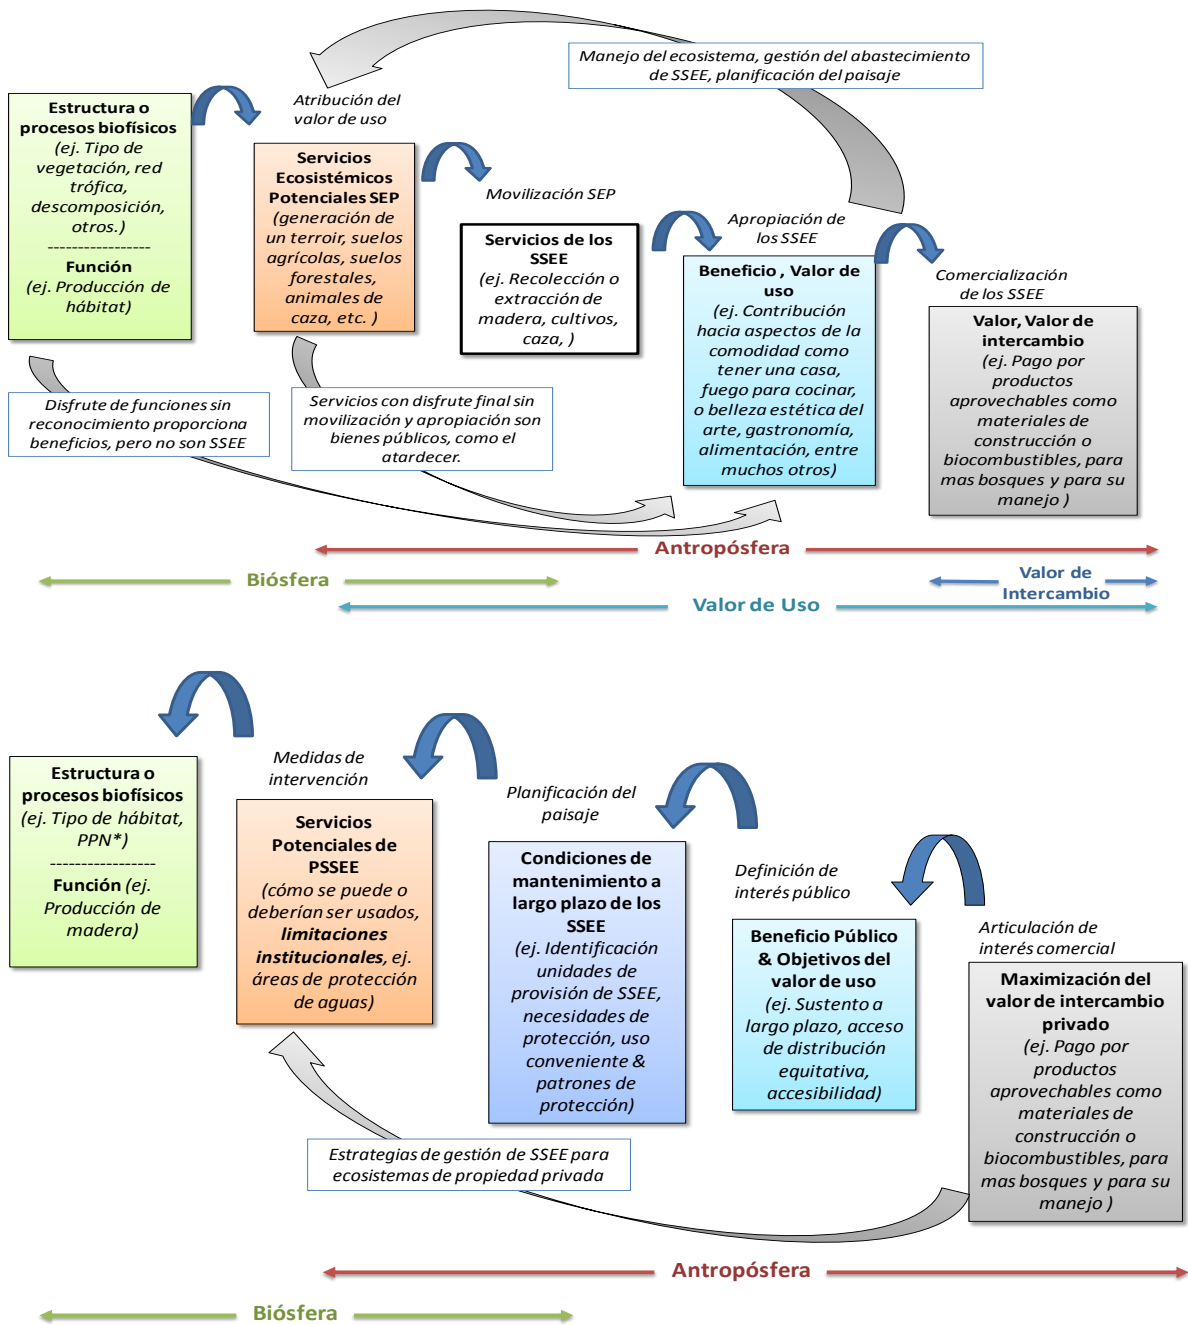 Manejo del ecosistema, gestión del abastecimiento
de SSEE, planificación del paisaje
Estructura o
procesos biofísicos
(ej. Tipo de
vegetación, red
trófica,
descomposición,
otros.)
-----------------
Función
(ej. Producción de
hábitat)
Atribución del
valor de uso
Servicios
Ecosistémicos
Potenciales SEP
(generación de
un terroir, suelos
agrícolas, suelos
forestales,
animales de
caza, etc. )
Movilización SEP
Servicios de los
SSEE
(ej. Recolección o
extracción de
madera, cultivos,
caza, )
Apropiación de
los SSEE
Beneficio , Valor de
uso
(ej. Contribución
hacia aspectos de la
comodidad como
tener una casa,
fuego para cocinar,
o belleza estética del
arte, gastronomía,
alimentación, entre
muchos otros)
Comercialización
de los SSEE
Valor, Valor de
intercambio
(ej. Pago por
productos
aprovechables como
materiales de
construcción o
biocombustibles, para
mas bosques y para su
manejo )
Disfrute de funciones sin
reconocimiento proporciona
beneficios, pero no son SSEE
Servicios con disfrute final sin
movilización y apropiación son
bienes públicos, como el
atardecer.
Antropósfera
Biósfera
Valor de
Intercambio
Valor de Uso
Estructura o
procesos biofísicos
(ej. Tipo de hábitat,
PPN*)
-----------------
Función (ej.
Producción de
madera)
Medidas de
intervención
Servicios
Potenciales de
PSSEE
(cómo se puede o
deberían ser usados,
limitaciones
institucionales, ej.
áreas de protección
de aguas)
Planificación del
paisaje
Condiciones de
mantenimiento a
largo plazo de los
SSEE
(ej. Identificación
unidades de
provisión de SSEE,
necesidades de
protección, uso
conveniente &
patrones de
protección)
Definición de
interés público
Beneficio Público
& Objetivos del
valor de uso
(ej. Sustento a
largo plazo, acceso
de distribución
equitativa,
accesibilidad)
Articulación de
interés comercial
Maximización del
valor de intercambio
privado
(ej. Pago por
productos
aprovechables como
materiales de
construcción o
biocombustibles, para
mas bosques y para su
manejo )
Estrategias de gestión de SSEE para
ecosistemas de propiedad privada
Antropósfera
Biósfera